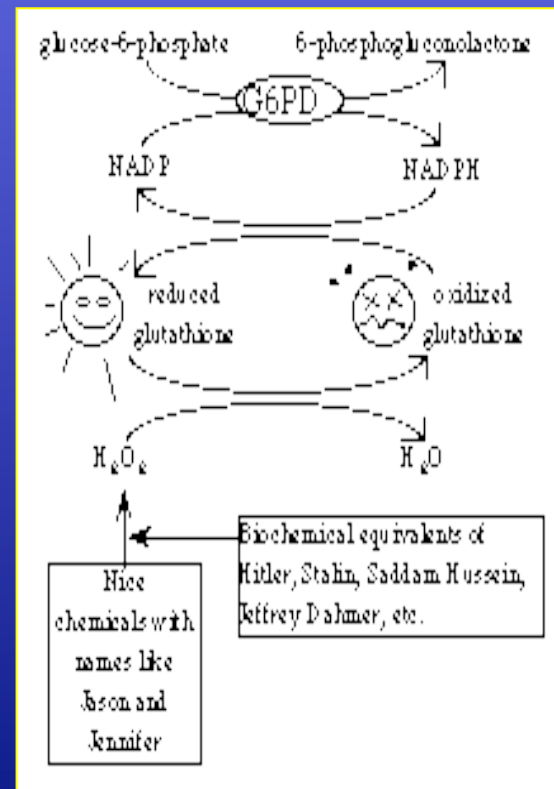 glucose-6-phosphate 6-phosphogluconolactone
G6PD
NADP NADPH
reduced
glutathione
oxidized
glutathione
H₂O₂ H₂O
Nice
chemicals with
names like
Jason and
Jennifer
Biochemical equivalents of
Hitler, Stalin, Saddam Hussein,
Jeffrey Dahmer, etc.